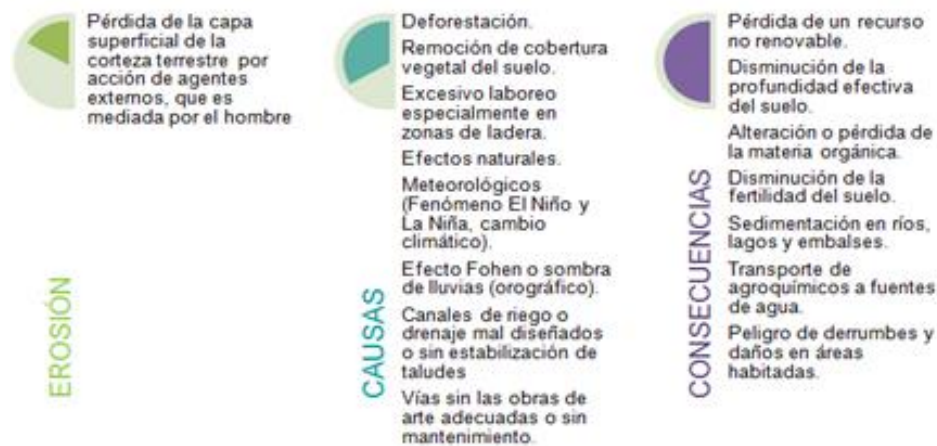 EROSIÓN
Pérdida de la capa
superficial de la
corteza terrestre por
acción de agentes
externos, que es
mediada por el hombre
CAUSAS
Deforestación.
Remoción de cobertura
vegetal del suelo.
Excesivo laboreo
especialmente en
zonas de ladera.
Efectos naturales.
Meteorológicos
(Fenómeno El Niño y
La Niña, cambio
climático).
Efecto Fohen o sombra
de lluvias (orográfico).
Canales de riego o
drenaje mal diseñados
o sin estabilización de
taludes
Vías sin las obras de
arte adecuadas o sin
mantenimiento.
CONSECUENCIAS
Pérdida de un recurso
no renovable.
Disminución de la
profundidad efectiva
del suelo.
Alteración o pérdida de
la materia orgánica.
Disminución de la
fertilidad del suelo.
Sedimentación en ríos,
lagos y embalses.
Transporte de
agroquímicos a fuentes
de agua.
Peligro de derrumbes y
daños en áreas
habitadas.